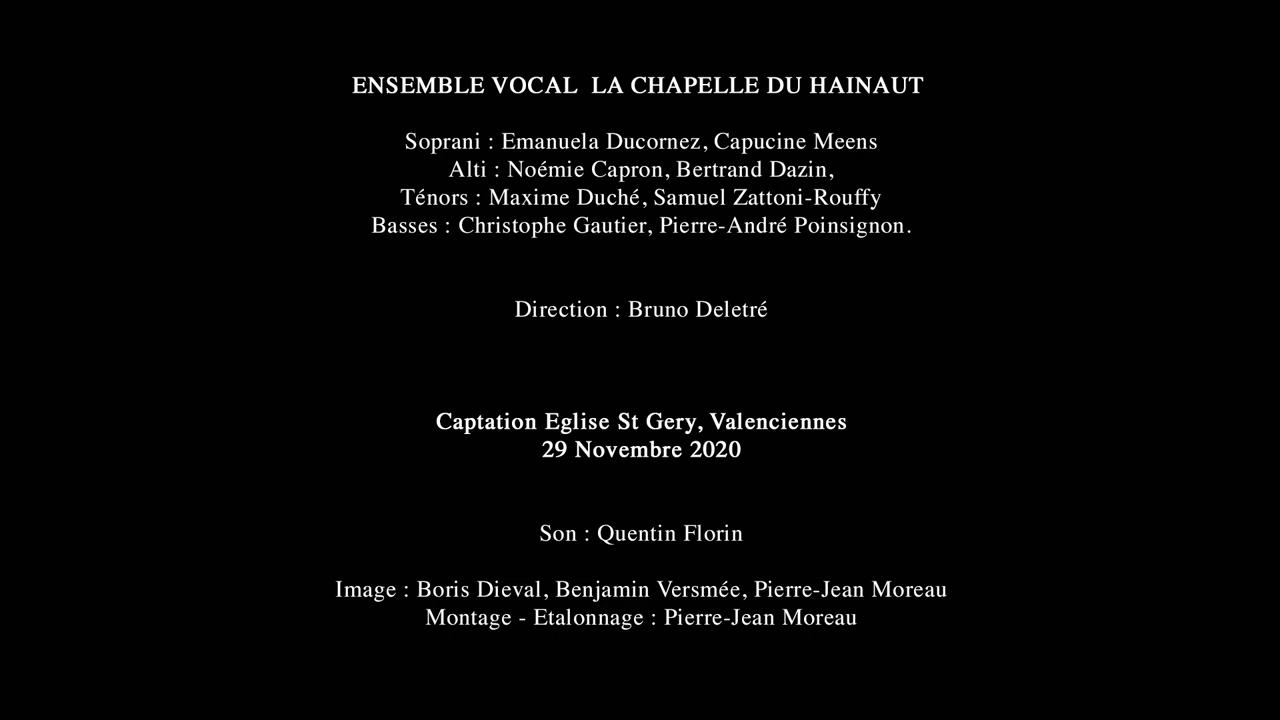 ENSEMBLE VOCAL  LA CHAPELLE DU HAINAUT
Soprani : Emanuela Ducornez, Capucine Meens
Alti : Noémie Capron, Bertrand Dazin,
Ténors : Maxime Duché, Samuel Zattoni-Rouffy
Basses : Christophe Gautier, Pierre-André Poinsignon.
Direction : Bruno Deletré
Captation Eglise St Gery, Valenciennes
29 Novembre 2020
Son : Quentin Florin
Image : Boris Dieval, Benjamin Versmée, Pierre-Jean Moreau
Montage - Etalonnage : Pierre-Jean Moreau